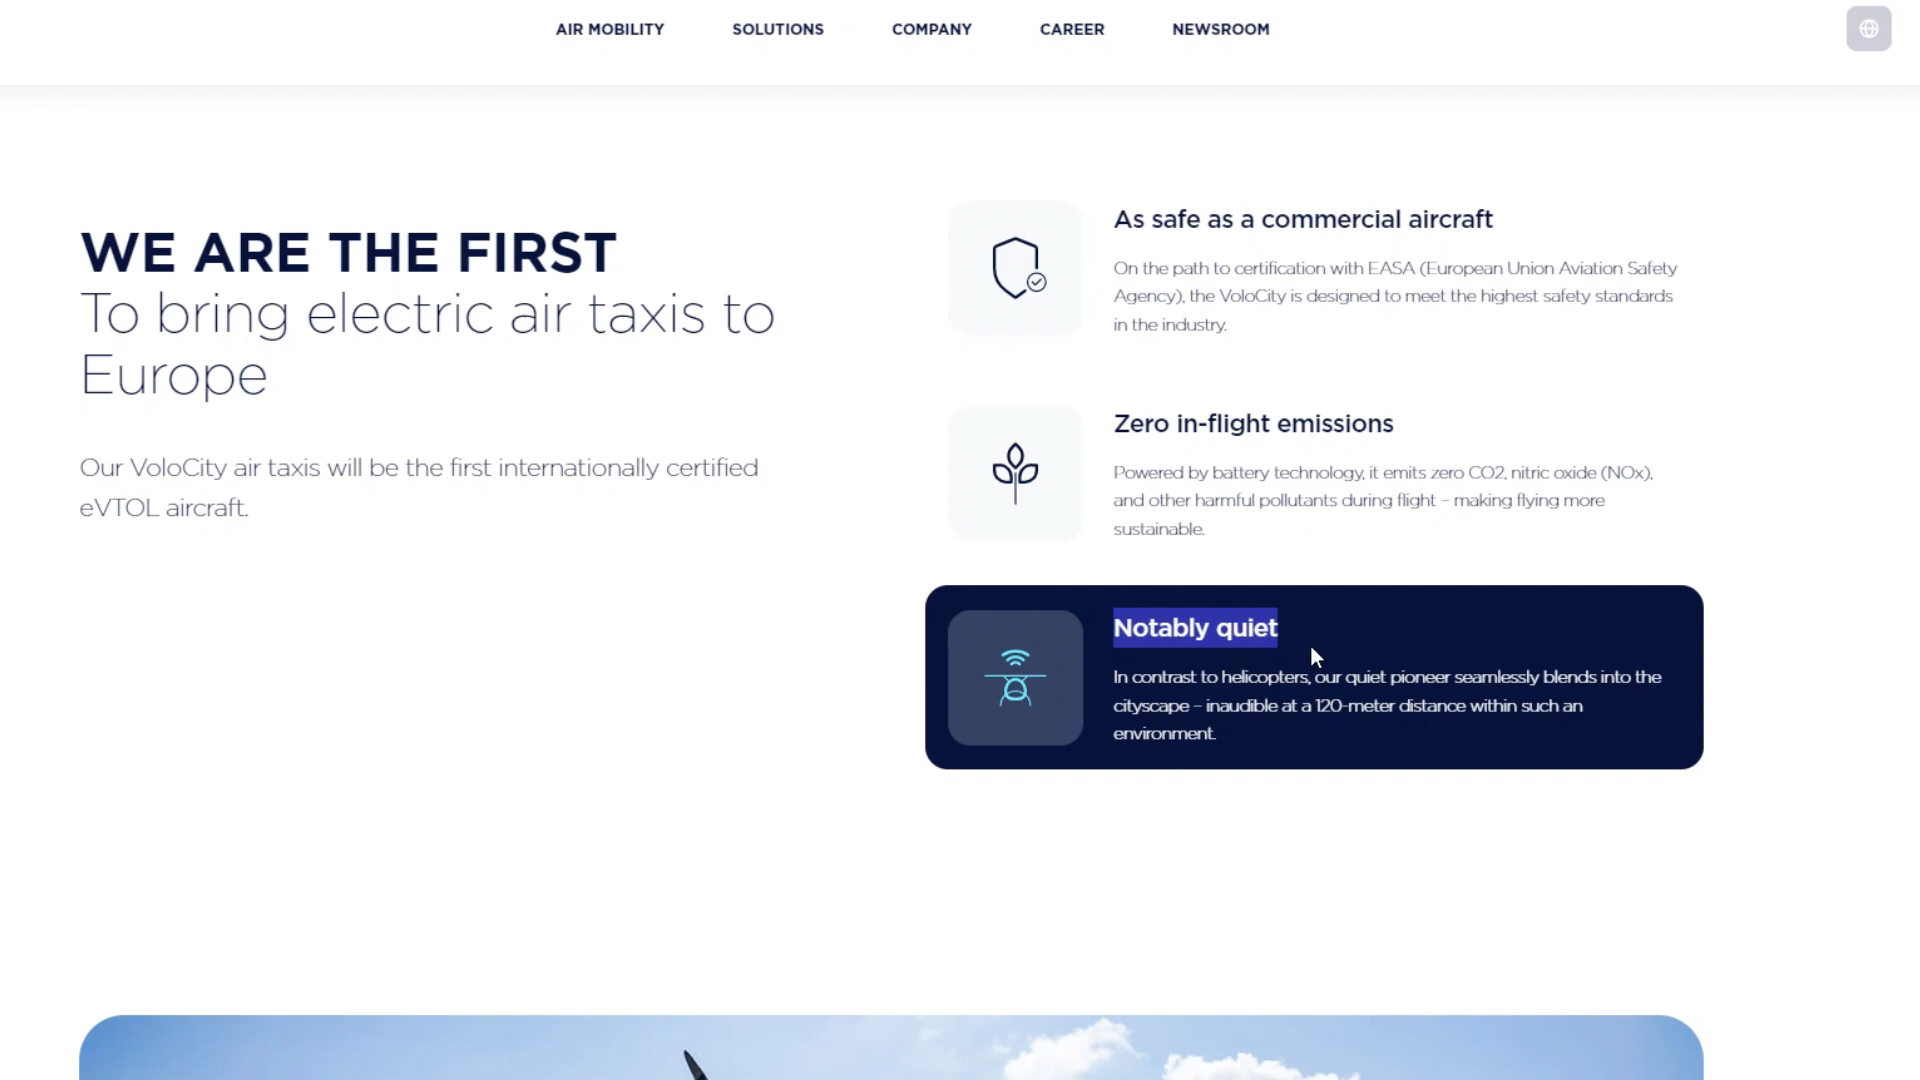 AIR MOBILITY
SOLUTIONS
COMPANY
CAREER
NEWSROOM
WE ARE THE FIRST
To bring electric air taxis to
Europe
Our VoloCity air taxis will be the first internationally certified
eVTOL aircraft.
As safe as a commercial aircraft
On the path to certification with EASA (European Union Aviation Safety
Agency), the VoloCity is designed to meet the highest safety standards
in the industry.
Zero in-flight emissions
Powered by battery technology, it emits zero CO2, nitric oxide (NOx),
and other harmful pollutants during flight – making flying more
sustainable.
Notably quiet
In contrast to helicopters, our quiet pioneer seamlessly blends into the
cityscape – inaudible at a 120-meter distance within such an
environment.